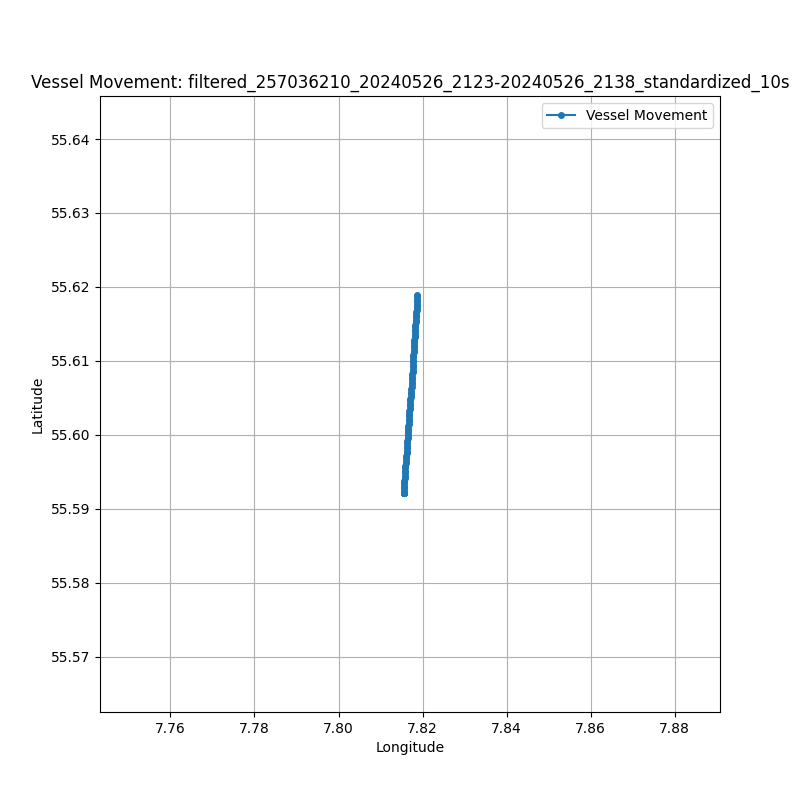 Vessel Movement: filtered_257036210_20240526_2123-20240526_2138_standardized_10s
Vessel Movement
55.64
55.63
55.62
55.61
55.60
55.59
55.58
55.57
Latitude
7.76 7.78 7.80 7.82 7.84 7.86 7.88
Longitude